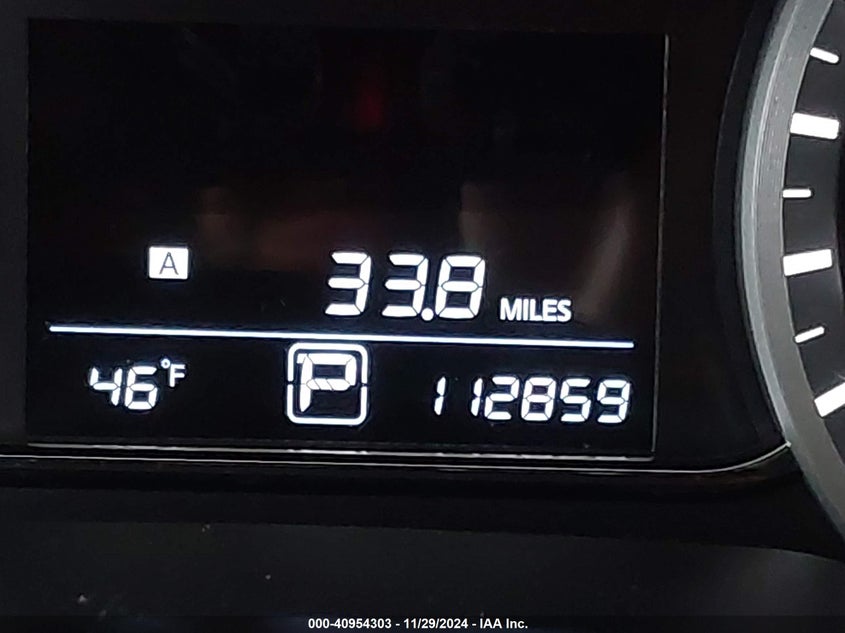 A 33.8 MILES
46°F P 112859
000-40954303 - 11/29/2024 - IAA Inc.